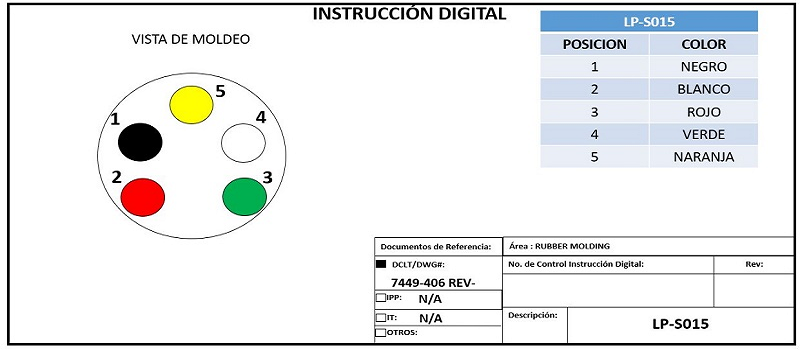 INSTRUCCIÓN DIGITAL
VISTA DE MOLDEO
5
1
4
2
3
LP-S015
POSICION COLOR
1 NEGRO
2 BLANCO
3 ROJO
4 VERDE
5 NARANJA
Documentos de Referencia:
DCLT/DWG#:
7449-406 REV-
IPP: N/A
IT: N/A
OTROS:
Área : RUBBER MOLDING
No. de Control Instrucción Digital: Rev:
Descripción:
LP-S015